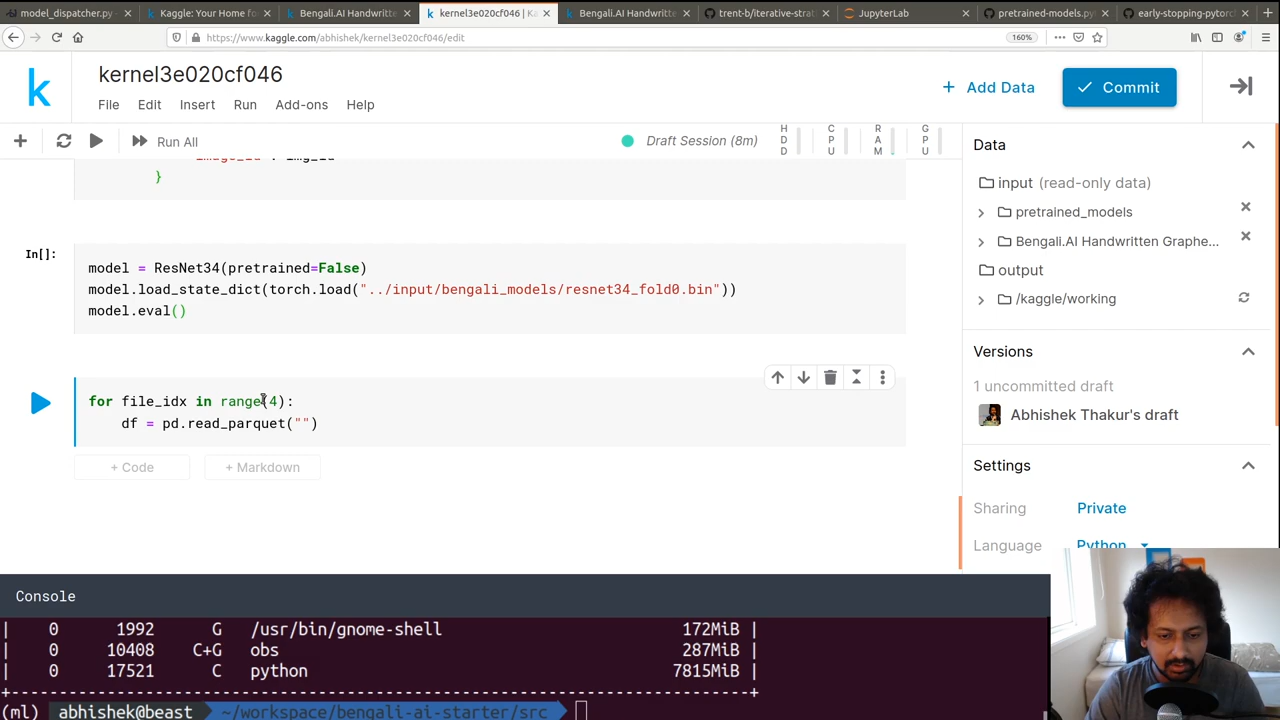 model_dispatcher.py -
Kaggle: Your Home fo
Bengali.AI Handwritte
kernel3e020cf046 | K
Bengali.AI Handwritte
trent-b/iterative-strati
JupyterLab
pretrained-models.py
early-stopping-pytorc
https://www.kaggle.com/abhishek/kernel3e020cf046/edit
160%
kernel3e020cf046
File Edit Insert Run Add-ons Help
+ Add Data
Commit
Run All
Draft Session (8m)
HDD
CPU
RAM
GPU
"image_id": img_id
}
In[]:
model = ResNet34(pretrained=False)
model.load_state_dict(torch.load("../input/bengali_models/resnet34_fold0.bin"))
model.eval()
for file_idx in range(4):
df = pd.read_parquet("")
+ Code
+ Markdown
Data
input (read-only data)
pretrained_models
Bengali.AI Handwritten Graphe...
output
/kaggle/working
Versions
1 uncommitted draft
Abhishek Thakur's draft
Settings
Sharing Private
Language Python
Console
| 0 1992 G /usr/bin/gnome-shell 172MiB |
| 0 10408 C+G obs 287MiB |
| 0 17521 C python 7815MiB |
+-----------------------------------------------------------------------------+
(ml) abhishek@beast ~/workspace/bengali-ai-starter/src